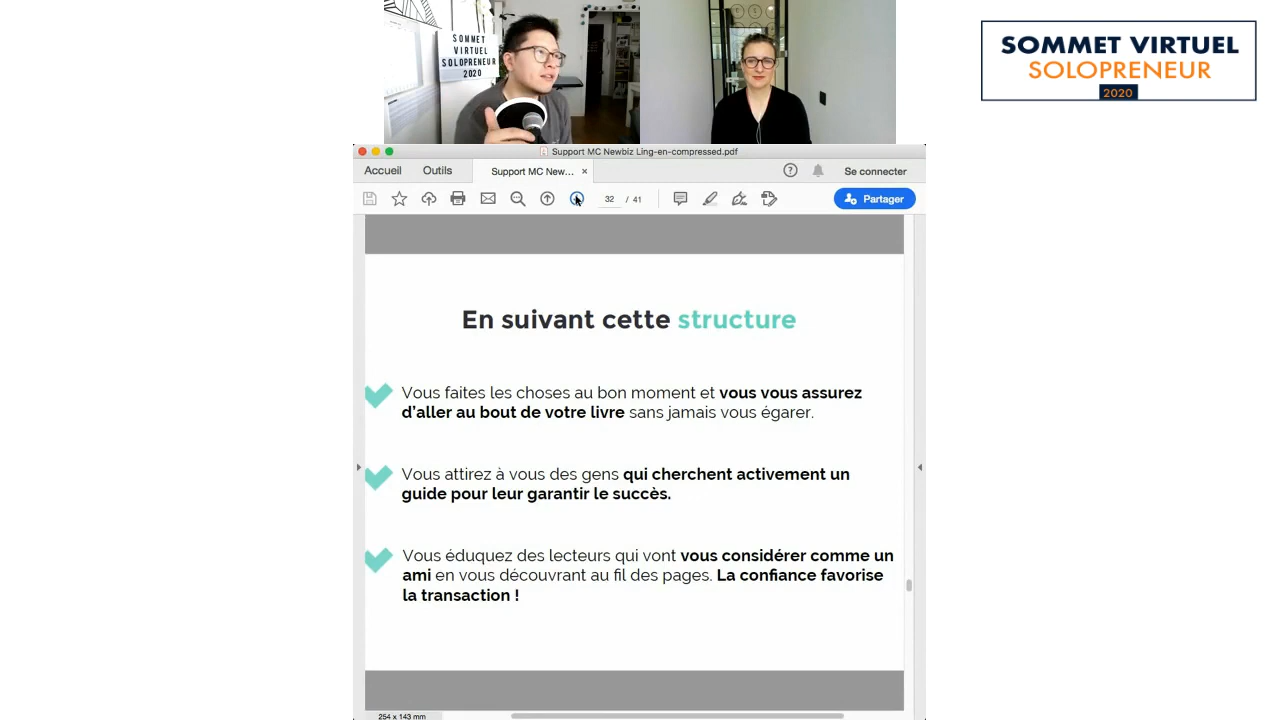 SOMMET
VIRTUEL
SOLOPRENEUR
2020
SOMMET VIRTUEL
SOLOPRENEUR
2020
Support MC Newbiz Ling-en-compressed.pdf
Accueil Outils Support MC New... × Se connecter
32 / 41 Partager
En suivant cette structure
Vous faites les choses au bon moment et vous vous assurez
d'aller au bout de votre livre sans jamais vous égarer.
Vous attirez à vous des gens qui cherchent activement un
guide pour leur garantir le succès.
Vous éduquez des lecteurs qui vont vous considérer comme un
ami en vous découvrant au fil des pages. La confiance favorise
la transaction !
254 x 143 mm